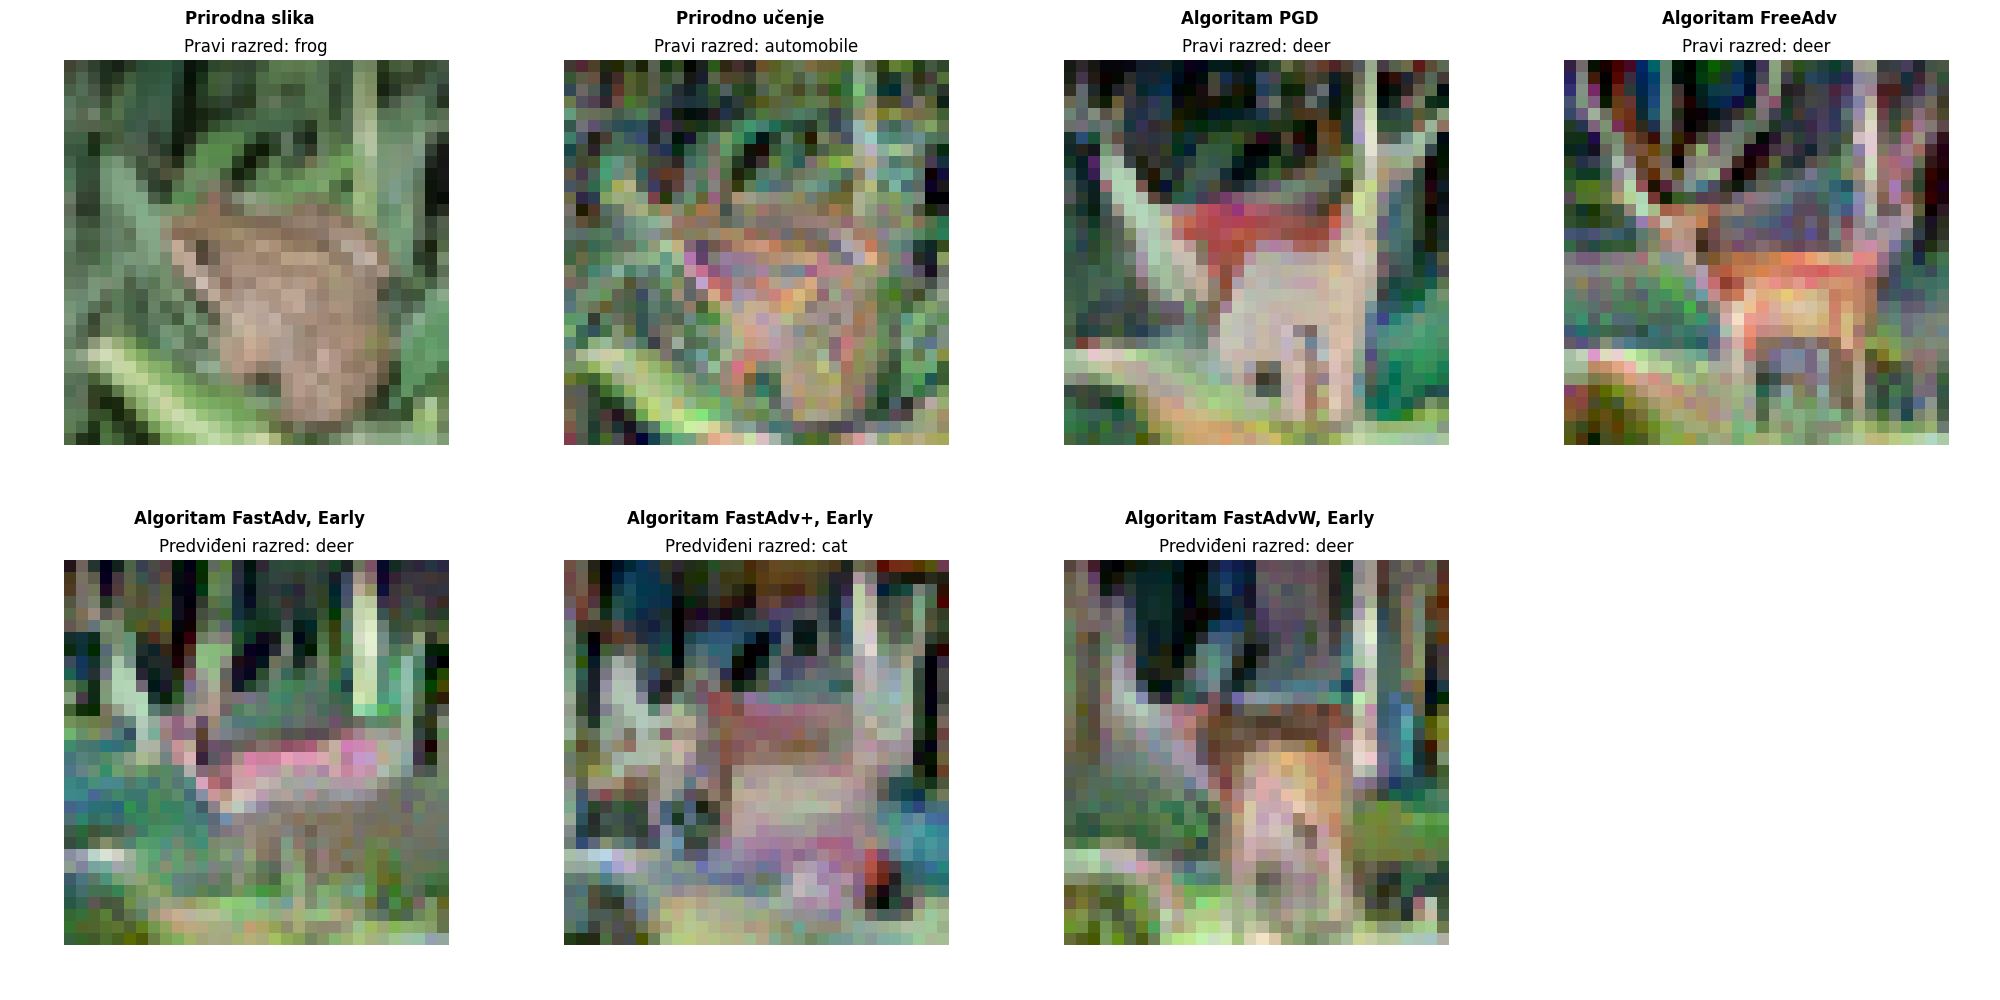 Prirodna slika
Pravi razred: frog
Prirodno učenje
Pravi razred: automobile
Algoritam PGD
Pravi razred: deer
Algoritam FreeAdv
Pravi razred: deer
Algoritam FastAdv, Early
Predviđeni razred: deer
Algoritam FastAdv+, Early
Predviđeni razred: cat
Algoritam FastAdvW, Early
Predviđeni razred: deer